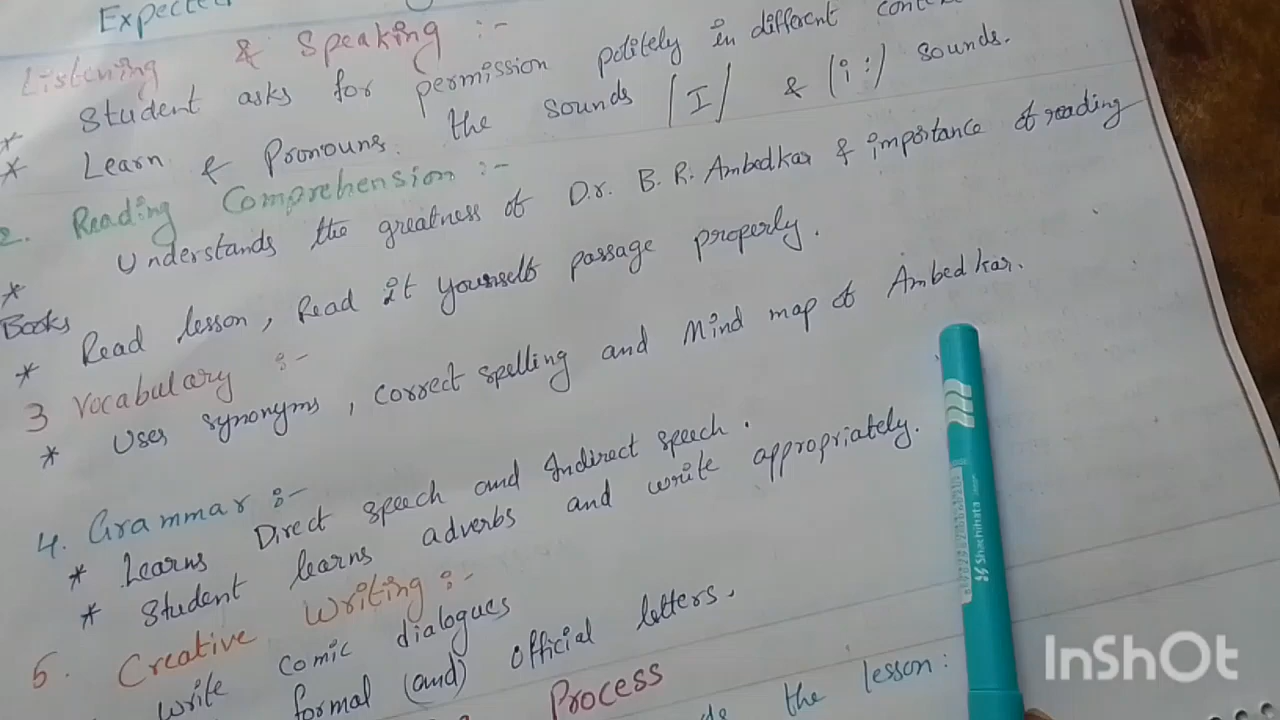 Expected
Listening & Speaking :-
* Student asks for permission politely in different
* Learn & Pronouns. the sounds /I/ & (i:) sounds.
2. Reading Comprehension :-
* Understands the greatness of Dr. B. R. Ambedkar & importance of reading
Books
* Read lesson, Read it yourself passage properly.
3 Vocabulary :-
* Uses synonyms, correct spelling and Mind map of Ambedkar.
4. Grammar :-
* Learns Direct speech and Indirect speech.
* Student learns adverbs and write appropriately.
5. Creative Writing :-
write comic dialogues
formal (and) official letters.
Process
the lesson:
Shachihata
InShOt